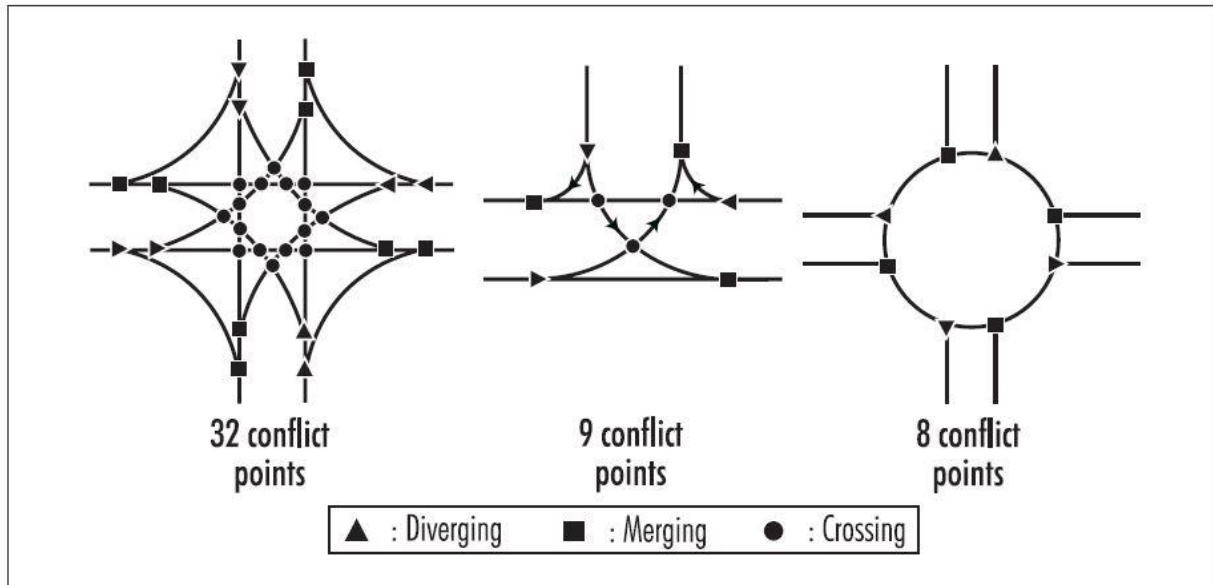 32 conflict
points
9 conflict
points
8 conflict
points
: Diverging : Merging : Crossing